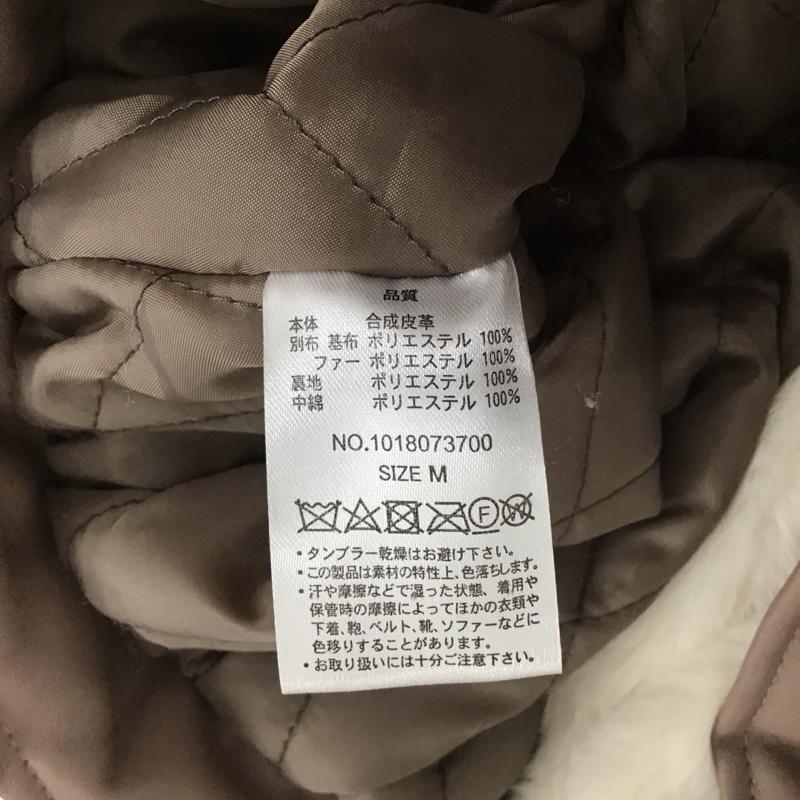 品質
本体 合成皮革
別布 基布 ポリエステル 100%
ファー ポリエステル 100%
裏地 ポリエステル 100%
中綿 ポリエステル 100%
NO.1018073700
SIZE M
F W
・タンブラー乾燥はお避け下さい。
・この製品は素材の特性上、色落ちします。
・汗や摩擦などで湿った状態、着用や
保管時の摩擦によってほかの衣類や
下着、鞄、ベルト、靴、ソファーなどに
色移りすることがあります。
・お取り扱いには十分ご注意下さい。